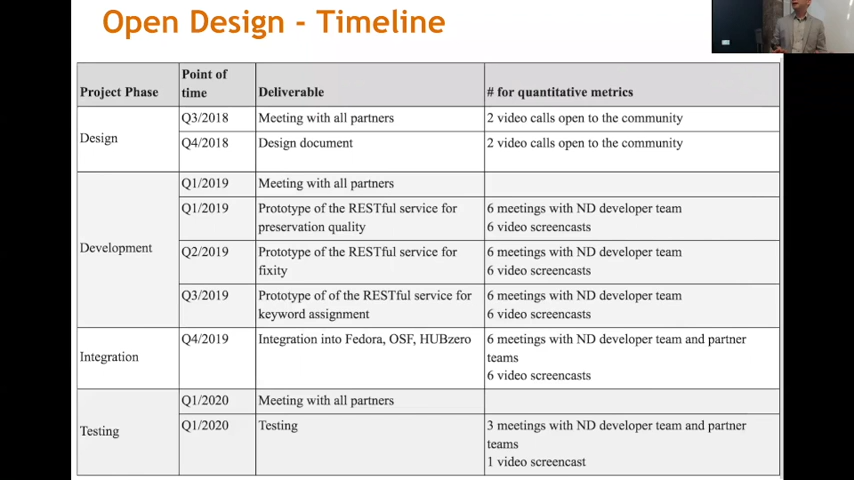 Open Design - Timeline
Project Phase
Point of
time
Deliverable
# for quantitative metrics
Design
Q3/2018
Meeting with all partners
2 video calls open to the community
Q4/2018
Design document
2 video calls open to the community
Development
Q1/2019
Meeting with all partners
Q1/2019
Prototype of the RESTful service for
preservation quality
6 meetings with ND developer team
6 video screencasts
Q2/2019
Prototype of the RESTful service for
fixity
6 meetings with ND developer team
6 video screencasts
Q3/2019
Prototype of of the RESTful service for
keyword assignment
6 meetings with ND developer team
6 video screencasts
Integration
Q4/2019
Integration into Fedora, OSF, HUBzero
6 meetings with ND developer team and partner
teams
6 video screencasts
Testing
Q1/2020
Meeting with all partners
Q1/2020
Testing
3 meetings with ND developer team and partner
teams
1 video screencast